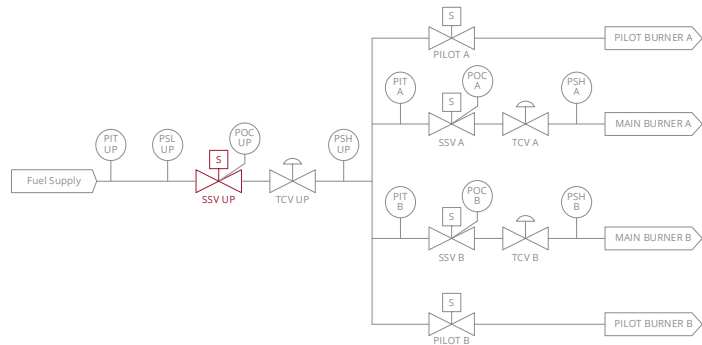 S
PILOT A
PILOT BURNER A
PIT
A
S
POC
A
SSV A
TCV A
PSH
A
MAIN BURNER A
Fuel Supply
PIT
UP
PSL
UP
S
POC
UP
SSV UP
TCV UP
PSH
UP
PIT
B
S
POC
B
SSV B
TCV B
PSH
B
MAIN BURNER B
S
PILOT B
PILOT BURNER B